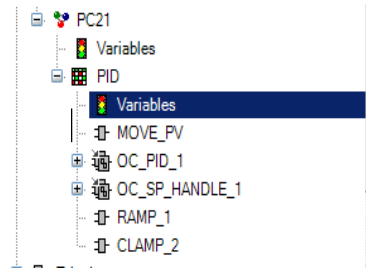 PC21
Variables
PID
Variables
MOVE_PV
OC_PID_1
OC_SP_HANDLE_1
RAMP_1
CLAMP_2